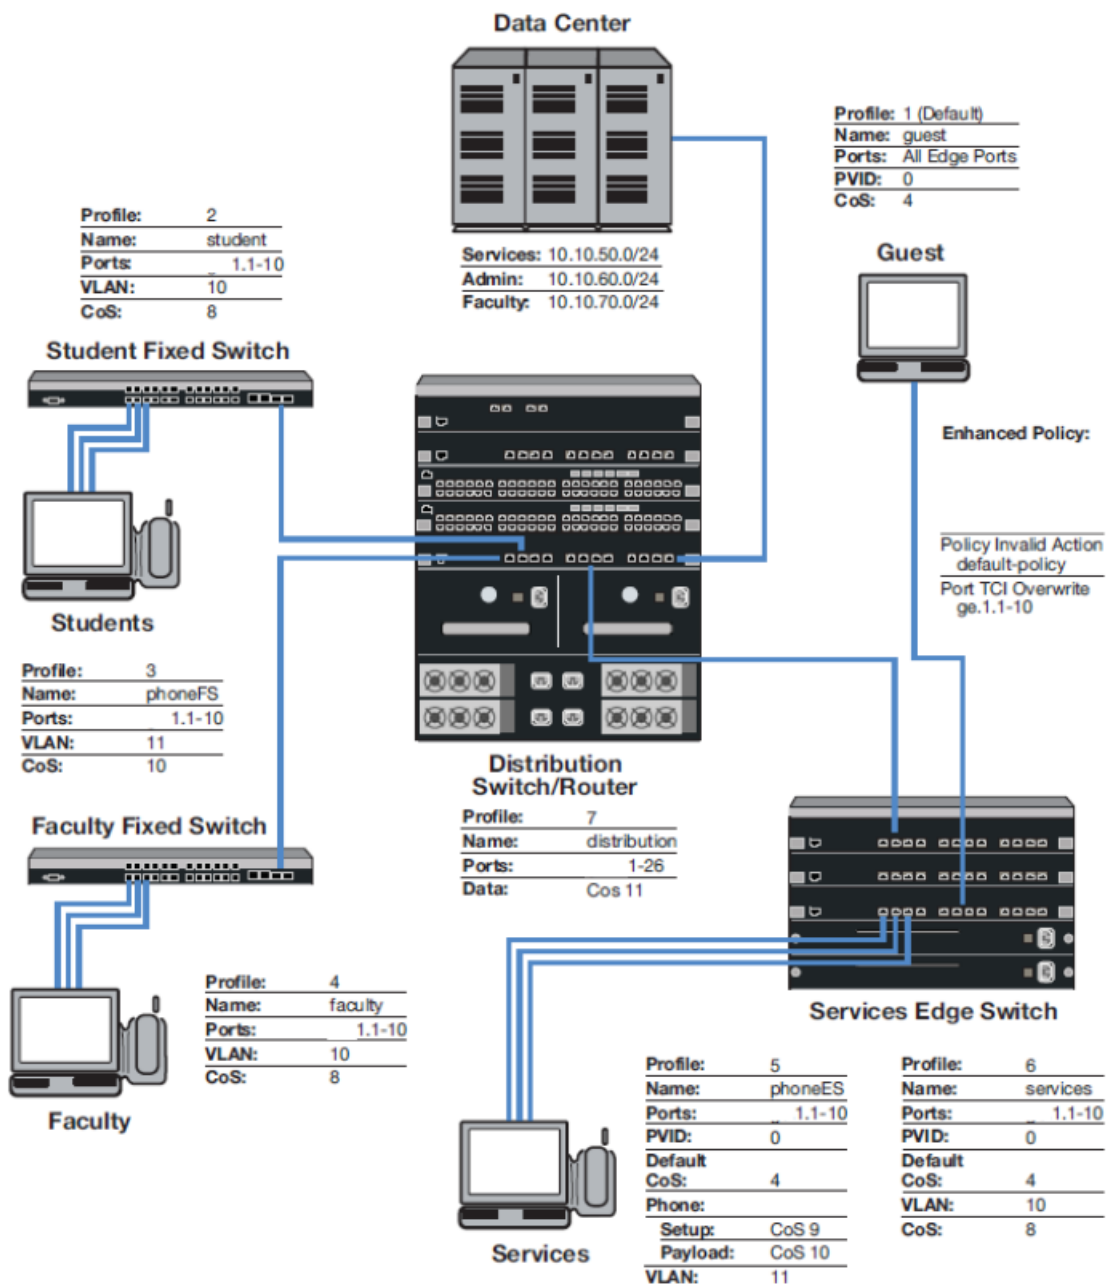 Data Center
Services: 10.10.50.0/24
Admin: 10.10.60.0/24
Faculty: 10.10.70.0/24
Profile: 1 (Default)
Name: guest
Ports: All Edge Ports
PVID: 0
CoS: 4
Guest
Profile: 2
Name: student
Ports: 1.1-10
VLAN: 10
CoS: 8
Student Fixed Switch
Students
Enhanced Policy:
Policy Invalid Action
default-policy
Port TCI Overwrite
ge.1.1-10
Profile: 3
Name: phoneFS
Ports: 1.1-10
VLAN: 11
CoS: 10
Distribution
Switch/Router
Profile: 7
Name: distribution
Ports: 1-26
Data: Cos 11
Faculty Fixed Switch
Faculty
Profile: 4
Name: faculty
Ports: 1.1-10
VLAN: 10
CoS: 8
Services Edge Switch
Services
Profile: 5
Name: phoneES
Ports: 1.1-10
PVID: 0
Default
CoS: 4
Phone:
Setup: CoS 9
Payload: CoS 10
VLAN: 11
Profile: 6
Name: services
Ports: 1.1-10
PVID: 0
Default
CoS: 4
VLAN: 10
CoS: 8